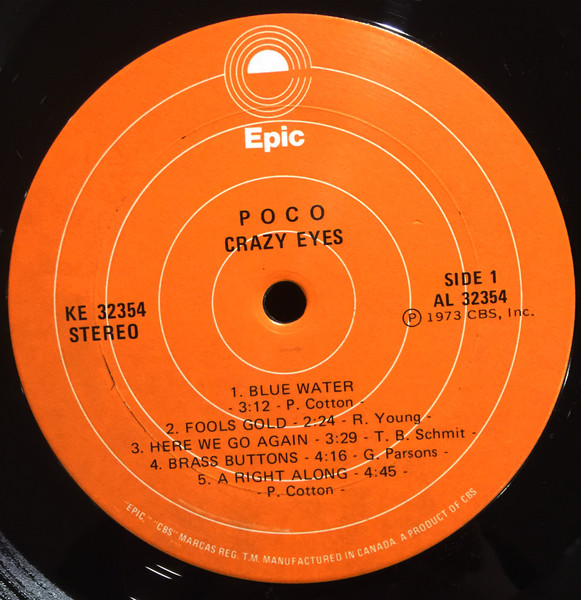 Epic
POCO
CRAZY EYES
KE 32354
STEREO
SIDE 1
AL 32354
Ⓟ 1973 CBS, Inc.
1. BLUE WATER
- 3:12 - P. Cotton -
2. FOOLS GOLD - 2:24 - R. Young -
3. HERE WE GO AGAIN - 3:29 - T. B. Schmit -
4. BRASS BUTTONS - 4:16 - G. Parsons -
5. A RIGHT ALONG - 4:45 -
- P. Cotton -
"EPIC," "CBS" MARCAS REG. T.M. MANUFACTURED IN CANADA. A PRODUCT OF CBS